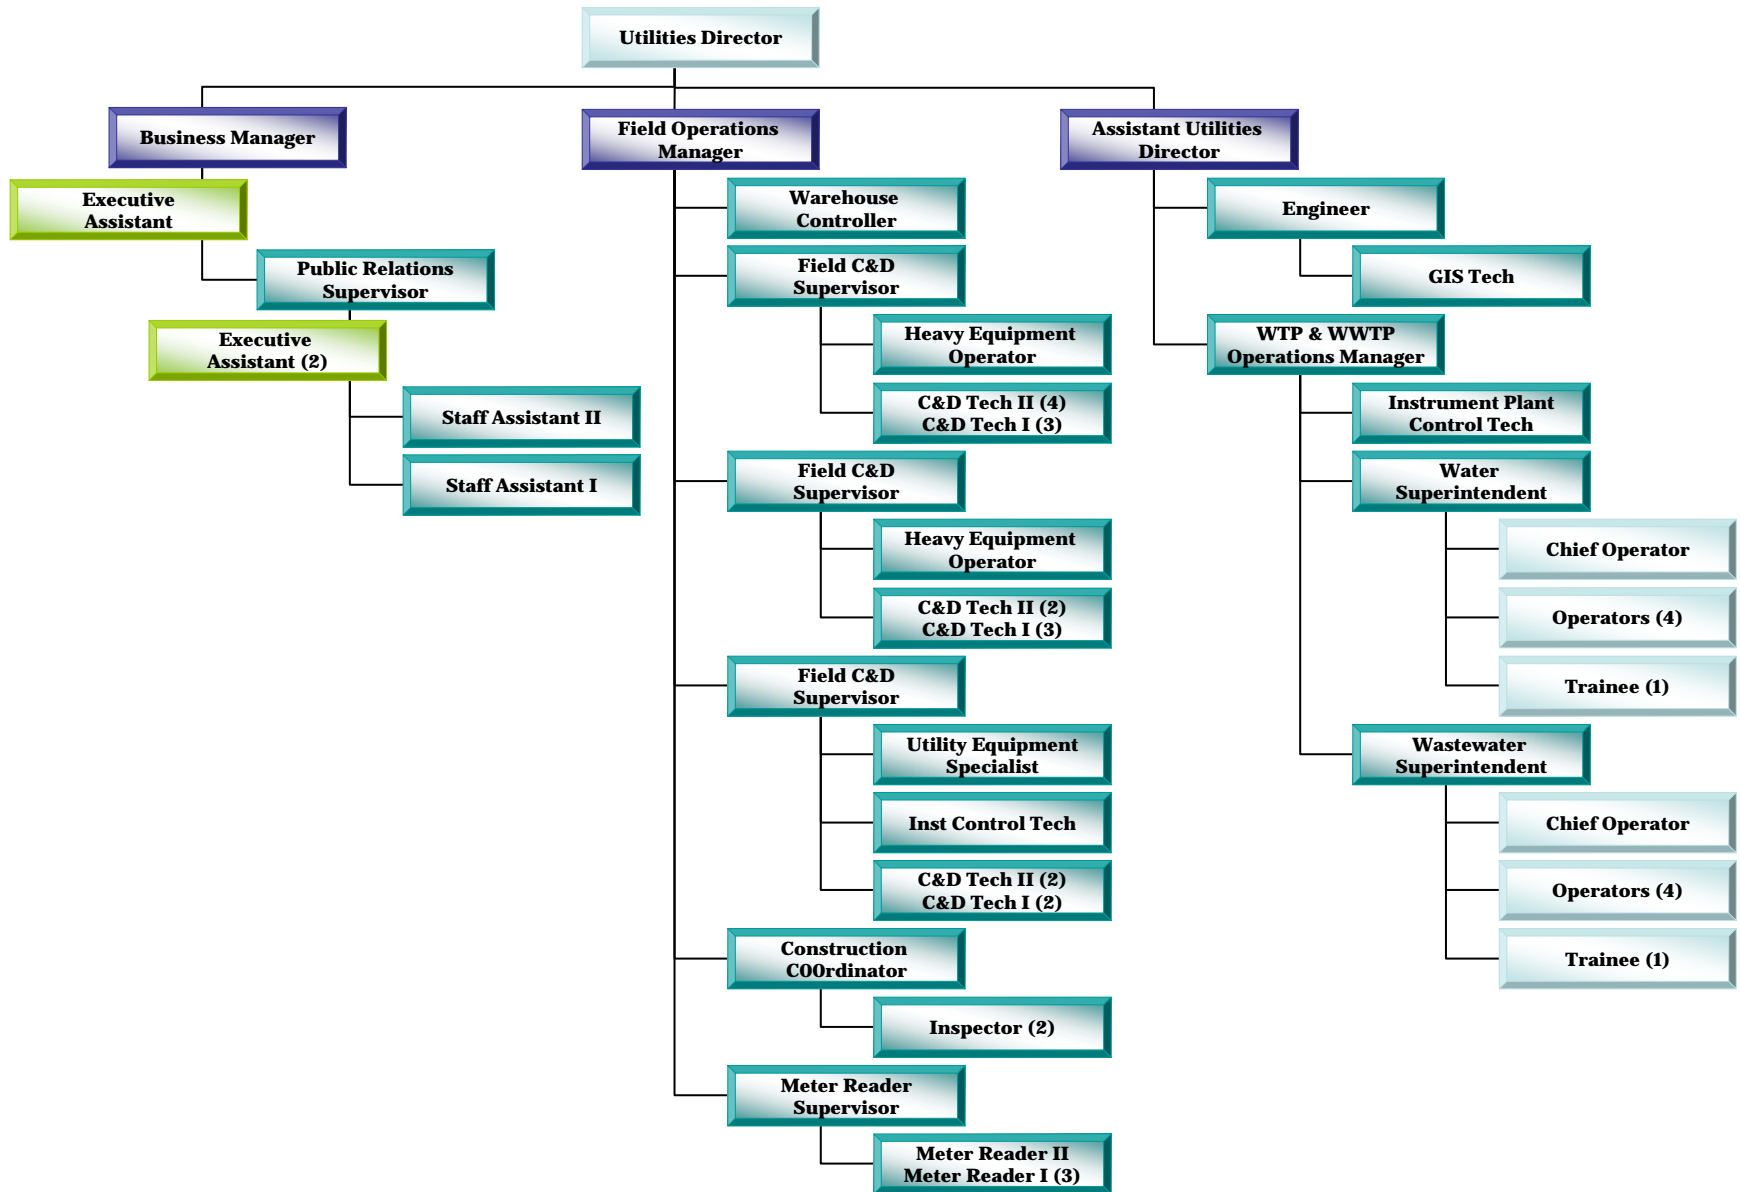 Utilities Director
Business Manager
Executive
Assistant
Public Relations
Supervisor
Executive
Assistant (2)
Staff Assistant II
Staff Assistant I
Field Operations
Manager
Warehouse
Controller
Field C&D
Supervisor
Heavy Equipment
Operator
C&D Tech II (4)
C&D Tech I (3)
Field C&D
Supervisor
Heavy Equipment
Operator
C&D Tech II (2)
C&D Tech I (3)
Field C&D
Supervisor
Utility Equipment
Specialist
Inst Control Tech
C&D Tech II (2)
C&D Tech I (2)
Construction
C00rdinator
Inspector (2)
Meter Reader
Supervisor
Meter Reader II
Meter Reader I (3)
Assistant Utilities
Director
Engineer
GIS Tech
WTP & WWTP
Operations Manager
Instrument Plant
Control Tech
Water
Superintendent
Chief Operator
Operators (4)
Trainee (1)
Wastewater
Superintendent
Chief Operator
Operators (4)
Trainee (1)